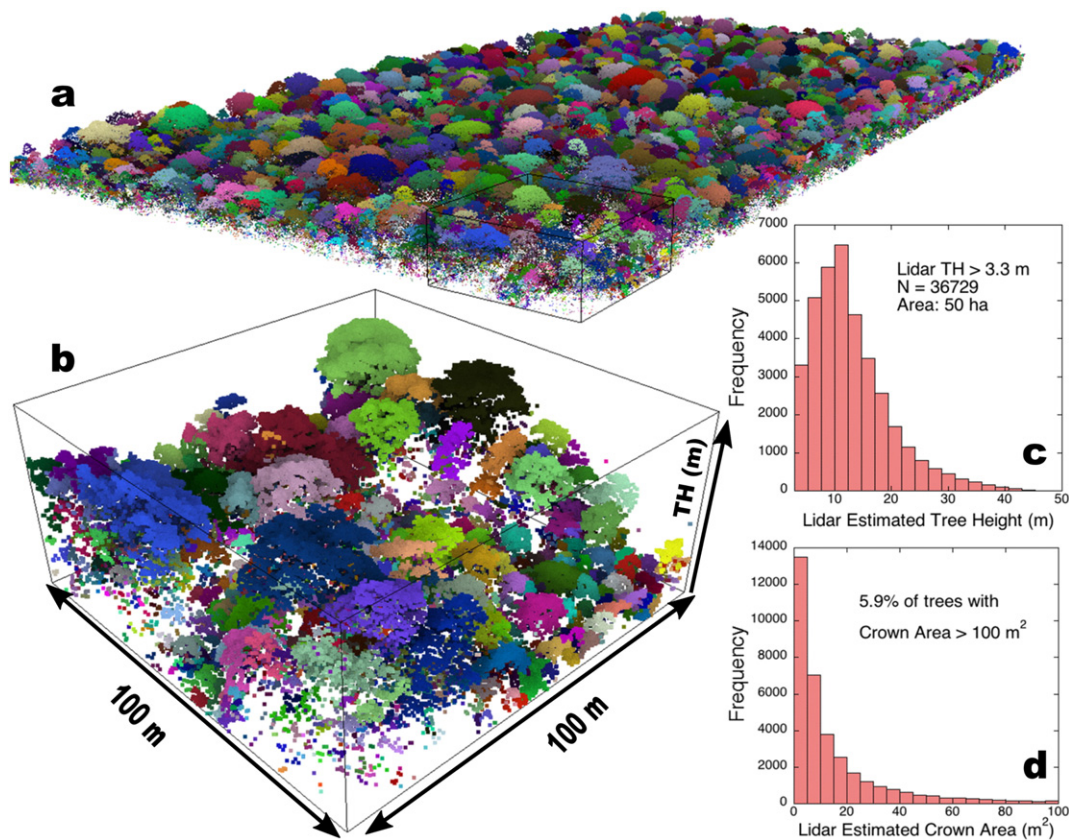 a
b
TH (m)
100 m
100 m
7000
6000
5000
4000
3000
2000
1000
0
Frequency
Lidar TH > 3.3 m
N = 36729
Area: 50 ha
c
10 20 30 40 50
Lidar Estimated Tree Height (m)
14000
12000
10000
8000
6000
4000
2000
0
Frequency
5.9% of trees with
Crown Area > 100 m²
d
0 20 40 60 80 100
Lidar Estimated Crown Area (m²)